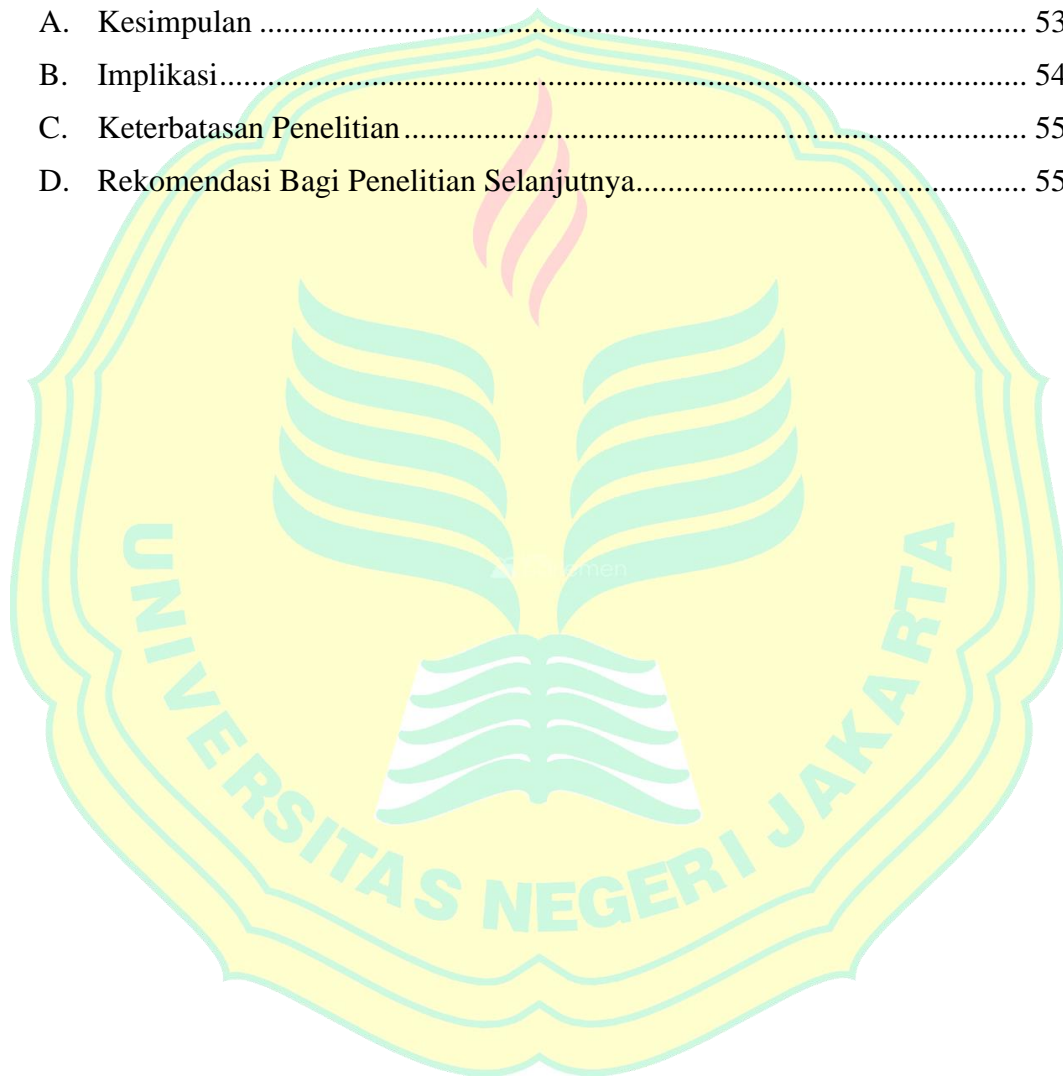 A. Kesimpulan ................................................................................................ 53
B. Implikasi..................................................................................................... 54
C. Keterbatasan Penelitian .............................................................................. 55
D. Rekomendasi Bagi Penelitian Selanjutnya................................................. 55
UNIVERSITAS NEGERI JAKARTA